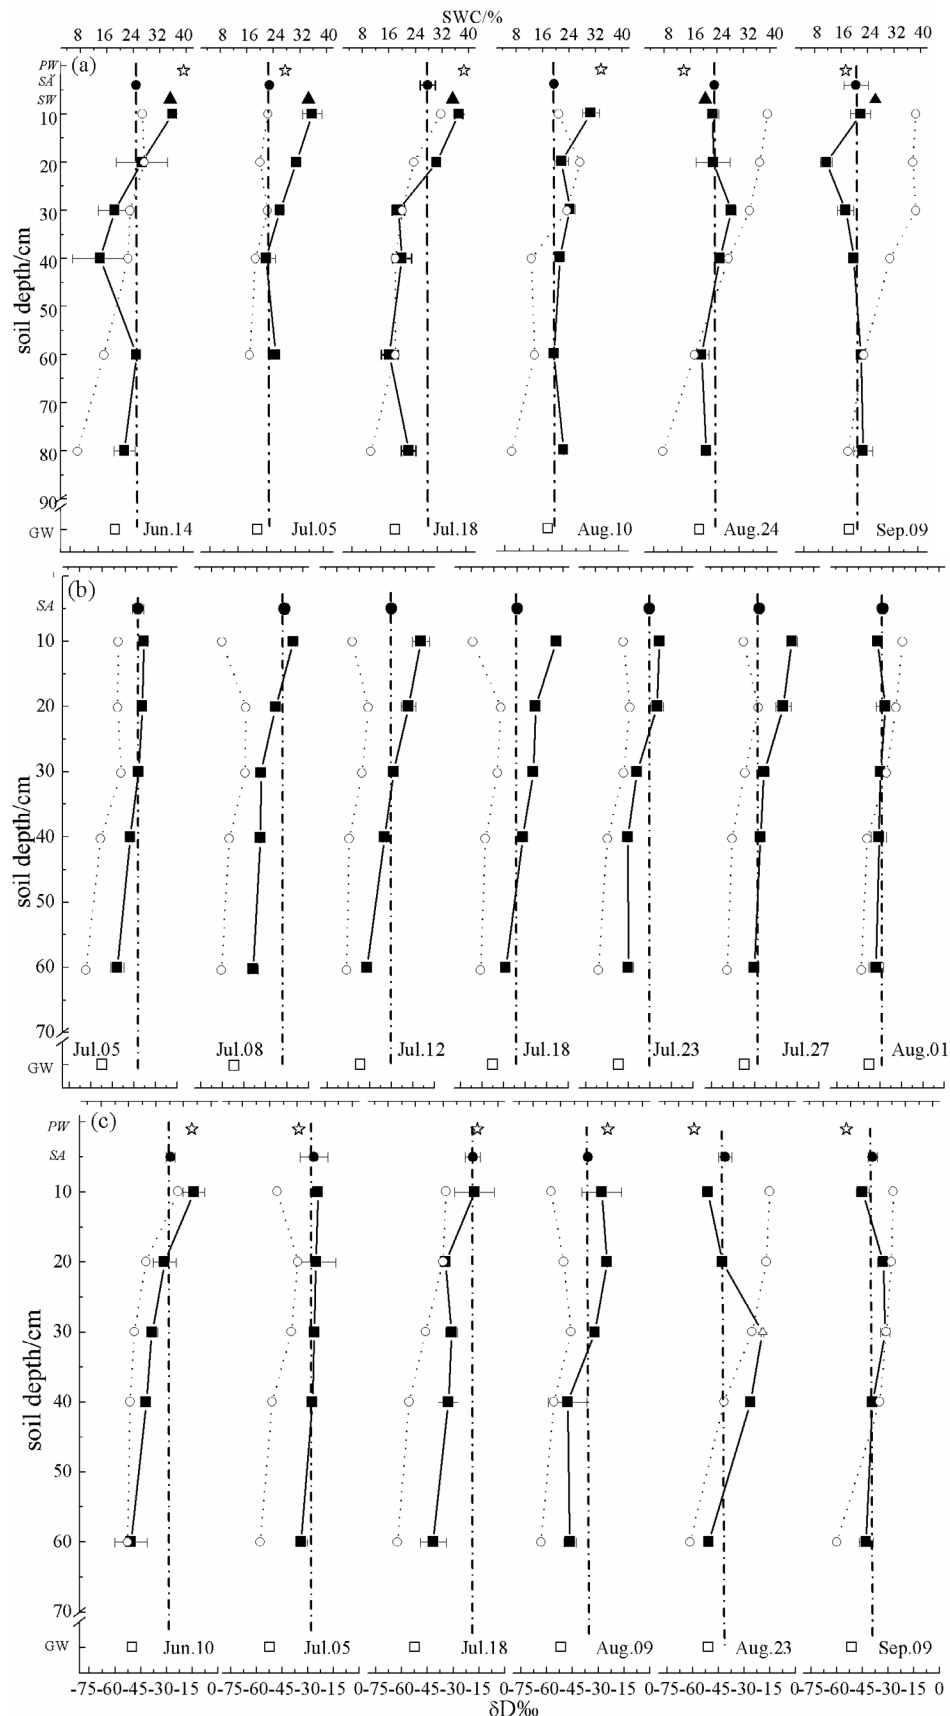 SWC/%
8 16 24 32 40 8 16 24 32 40 8 16 24 32 40 8 16 24 32 40 8 16 24 32 40 8 16 24 32 40
(a)
PW
SA
SW
10
20
30
40
50
60
70
80
90
soil depth/cm
GW
Jun.14 Jul.05 Jul.18 Aug.10 Aug.24 Sep.09
(b)
SA
10
20
30
40
50
60
70
soil depth/cm
Jul.05 Jul.08 Jul.12 Jul.18 Jul.23 Jul.27 Aug.01
GW
(c)
PW
SA
10
20
30
40
50
60
70
soil depth/cm
GW
Jun.10 Jul.05 Jul.18 Aug.09 Aug.23 Sep.09
-75-60-45-30-15 0-75-60-45-30-15 0-75-60-45-30-15 0-75-60-45-30-15 0-75-60-45-30-15 0-75-60-45-30-15 0
δD‰